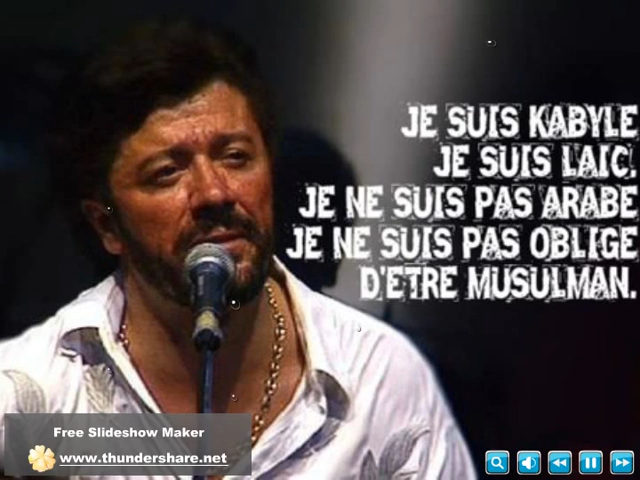 JE SUIS KABYLE
JE SUIS LAIC.
JE NE SUIS PAS ARABE
JE NE SUIS PAS OBLIGE
D'ETRE MUSULMAN.
Free Slideshow Maker
www.thundershare.net